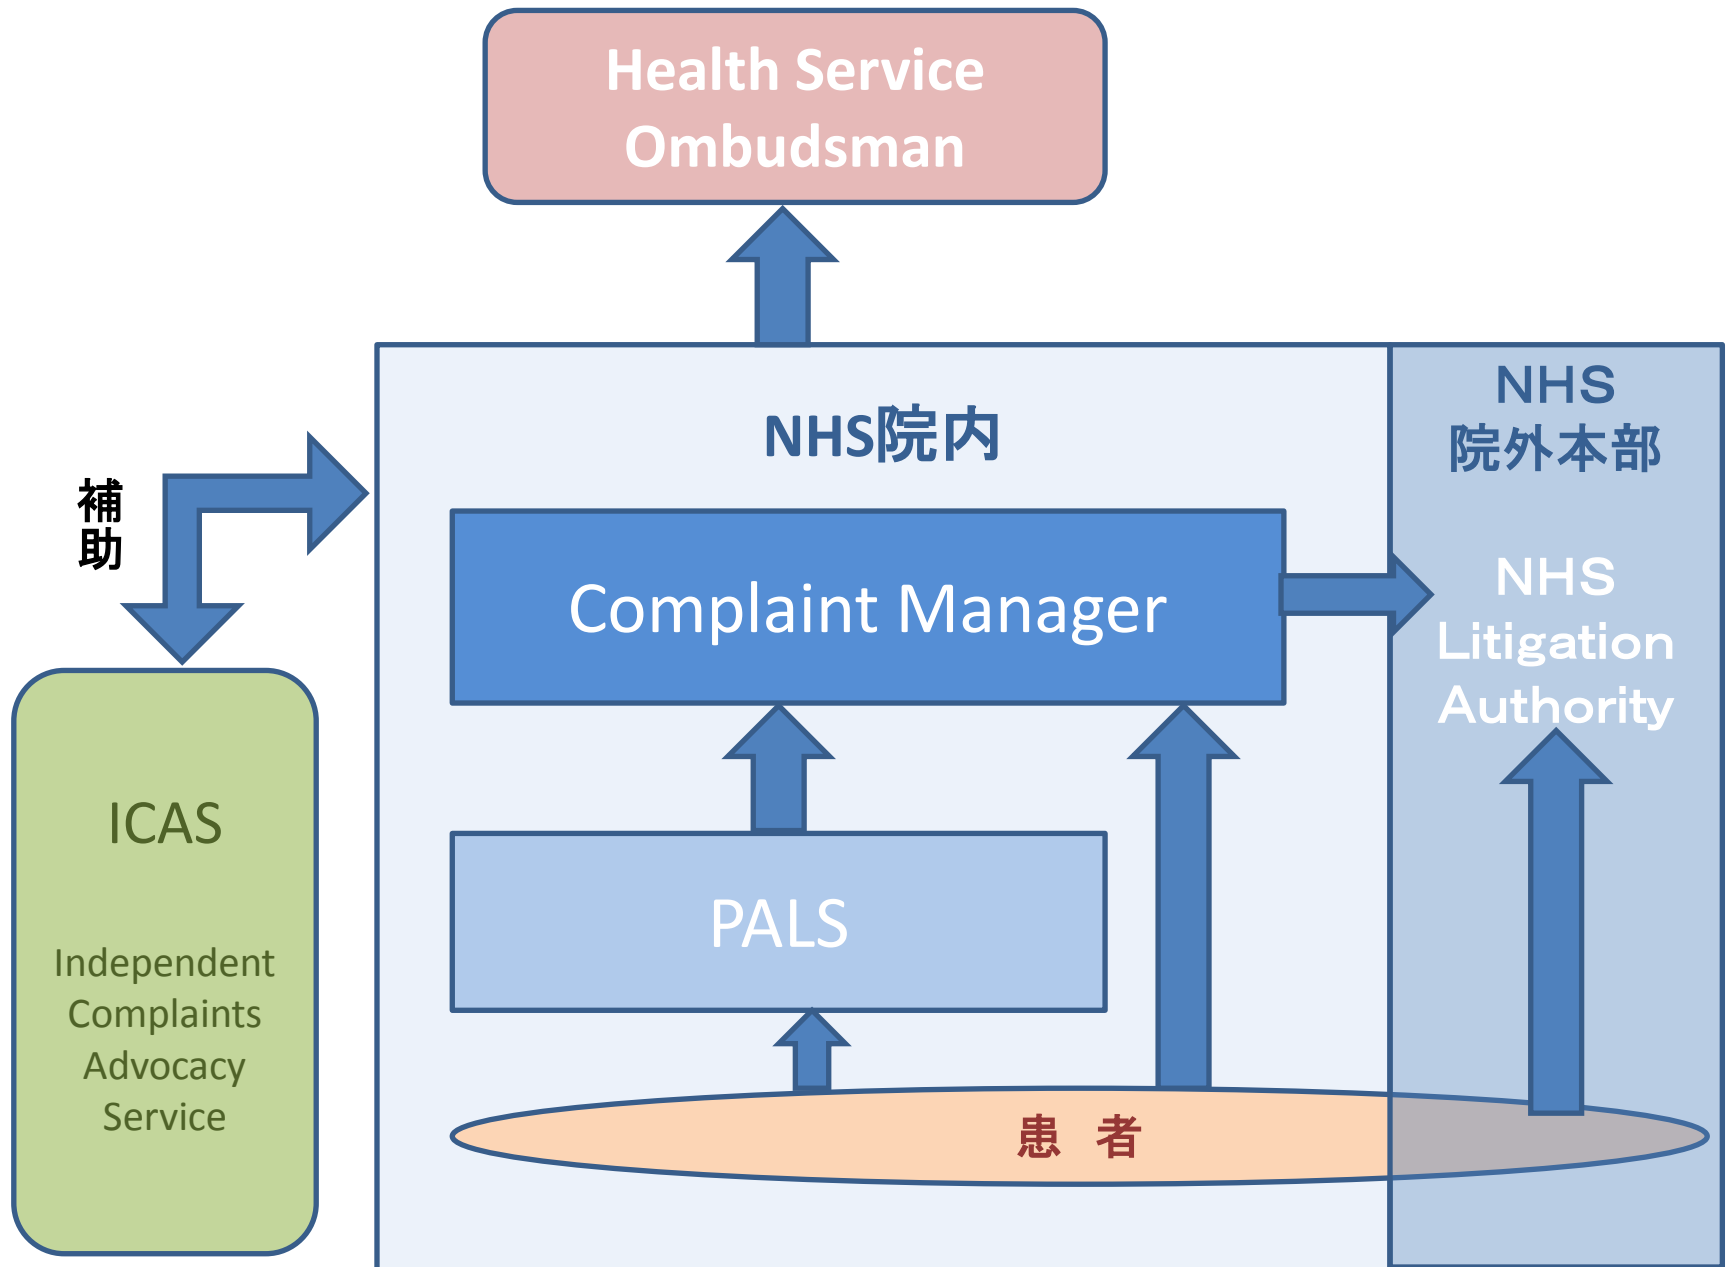 Health Service
Ombudsman
NHS院内
ＮＨＳ
院外本部
補
助
Complaint Manager
ＮＨＳ
Litigation
Authority
ICAS
PALS
Independent
Complaints
Advocacy
Service
患　者